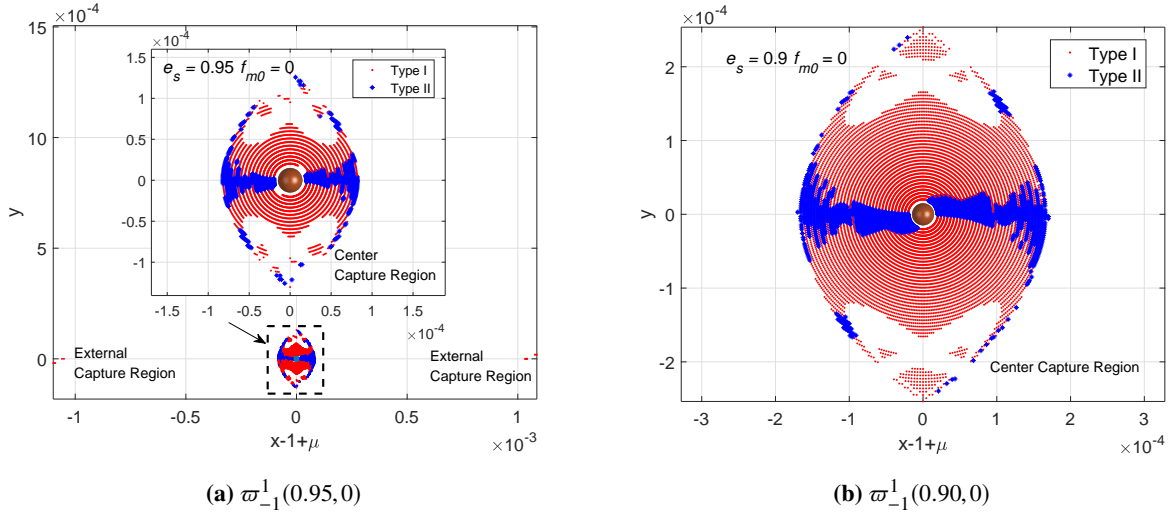 ×10⁻⁴
15
10
5
0
y
×10⁻⁴
1.5
1
0.5
0
-0.5
-1
e_s = 0.95 f_{m0} = 0
Type I
Type II
Center
Capture Region
-1.5 -1 -0.5 0 0.5 1 1.5
×10⁻⁴
External
Capture Region
External
Capture Region
-1 -0.5 0 0.5 1
x-1+μ
×10⁻³
(a) ϖ¹₋₁(0.95, 0)
×10⁻⁴
2
1
0
-1
-2
y
e_s = 0.9 f_{m0} = 0
Type I
Type II
Center Capture Region
-3 -2 -1 0 1 2 3
x-1+μ
×10⁻⁴
(b) ϖ¹₋₁(0.90, 0)